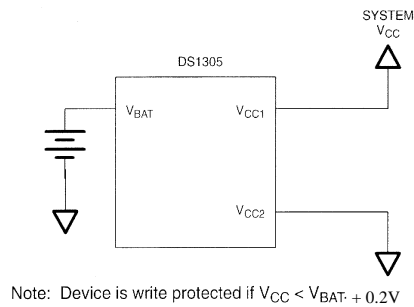 SYSTEM
VCC
DS1305
VBAT
VCC1
VCC2
Note: Device is write protected if VCC < VBAT. + 0.2V